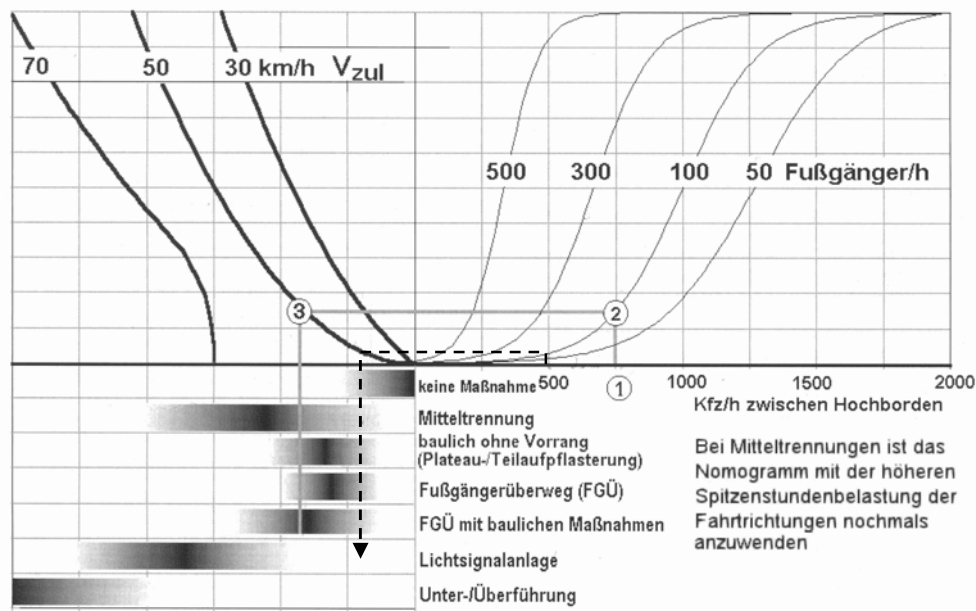 70 50 30 km/h Vzul
500 300 100 50 Fußgänger/h
3
2
500 1000 1500 2000
1
Kfz/h zwischen Hochborden
keine Maßnahme
Mitteltrennung
baulich ohne Vorrang
(Plateau-/Teilaufpflasterung)
Fußgängerüberweg (FGÜ)
FGÜ mit baulichen Maßnahmen
Lichtsignalanlage
Unter-/Überführung
Bei Mitteltrennungen ist das
Nomogramm mit der höheren
Spitzenstundenbelastung der
Fahrtrichtungen nochmals
anzuwenden